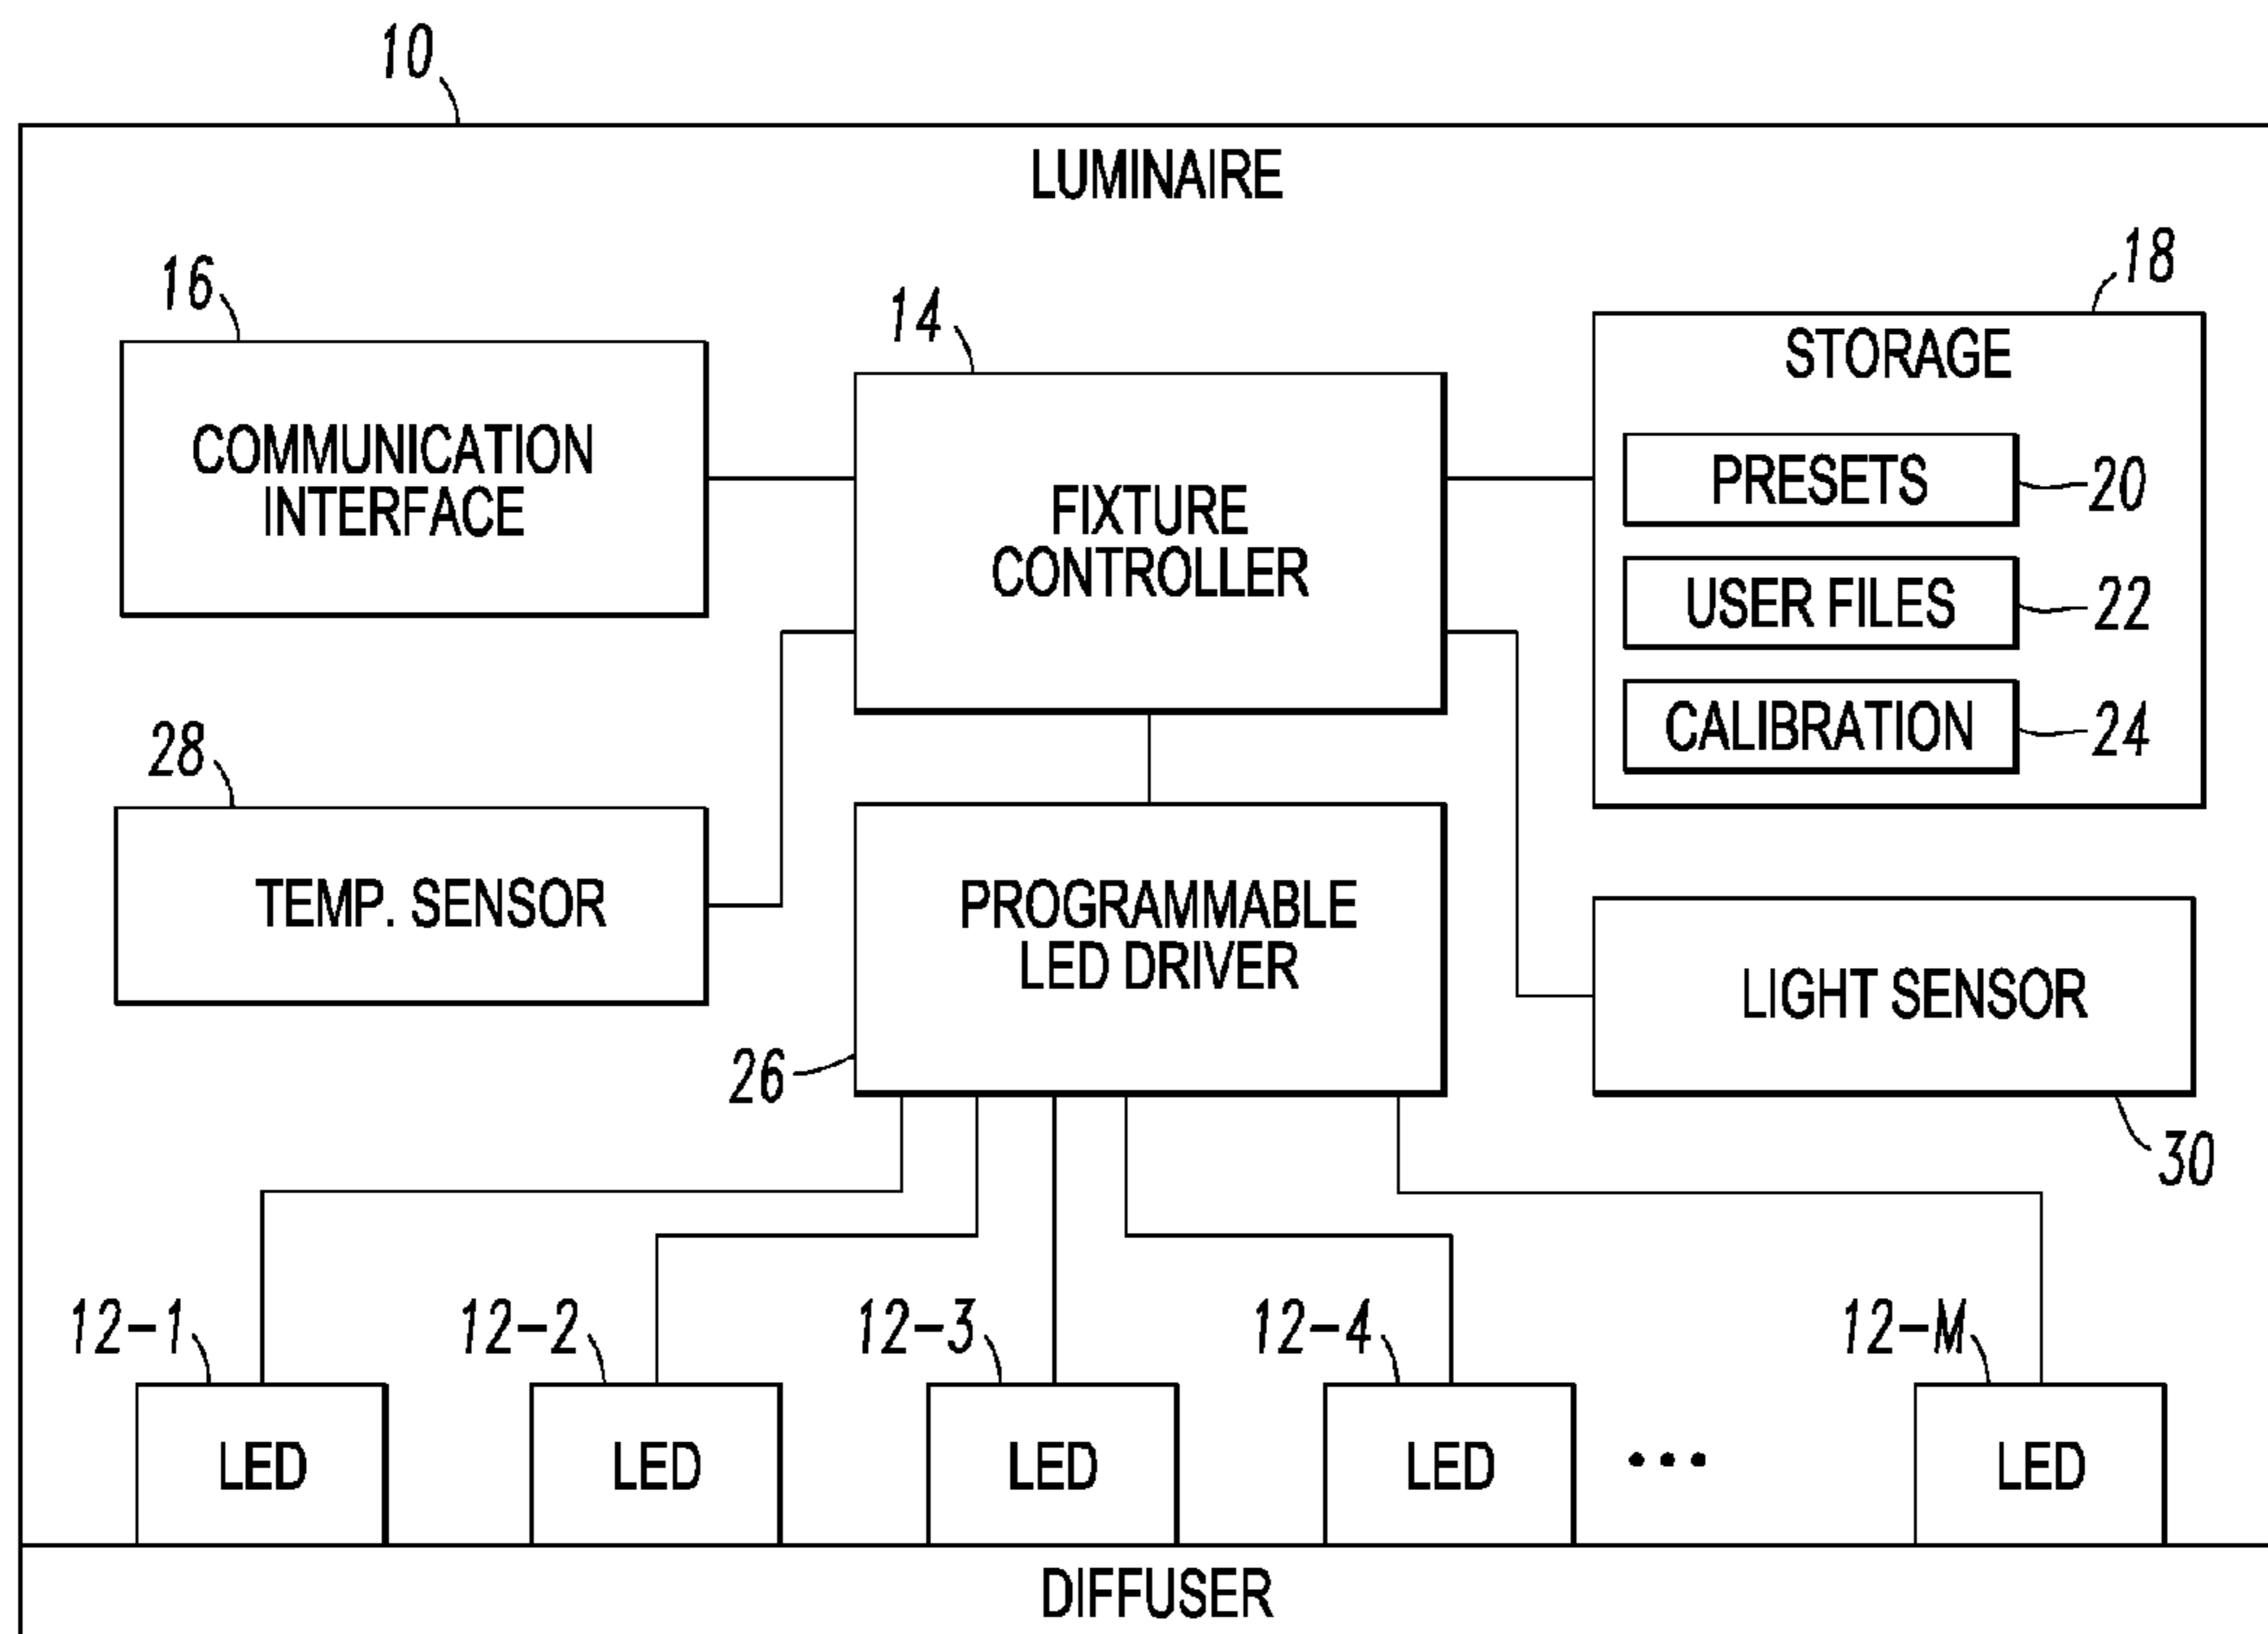 10
LUMINAIRE
16
14
18
COMMUNICATION
INTERFACE
FIXTURE
CONTROLLER
STORAGE
PRESETS
20
USER FILES
22
CALIBRATION
24
28
TEMP. SENSOR
PROGRAMMABLE
LED DRIVER
26
LIGHT SENSOR
30
12-1
12-2
12-3
12-4
12-M
LED
LED
LED
LED
•••
LED
DIFFUSER